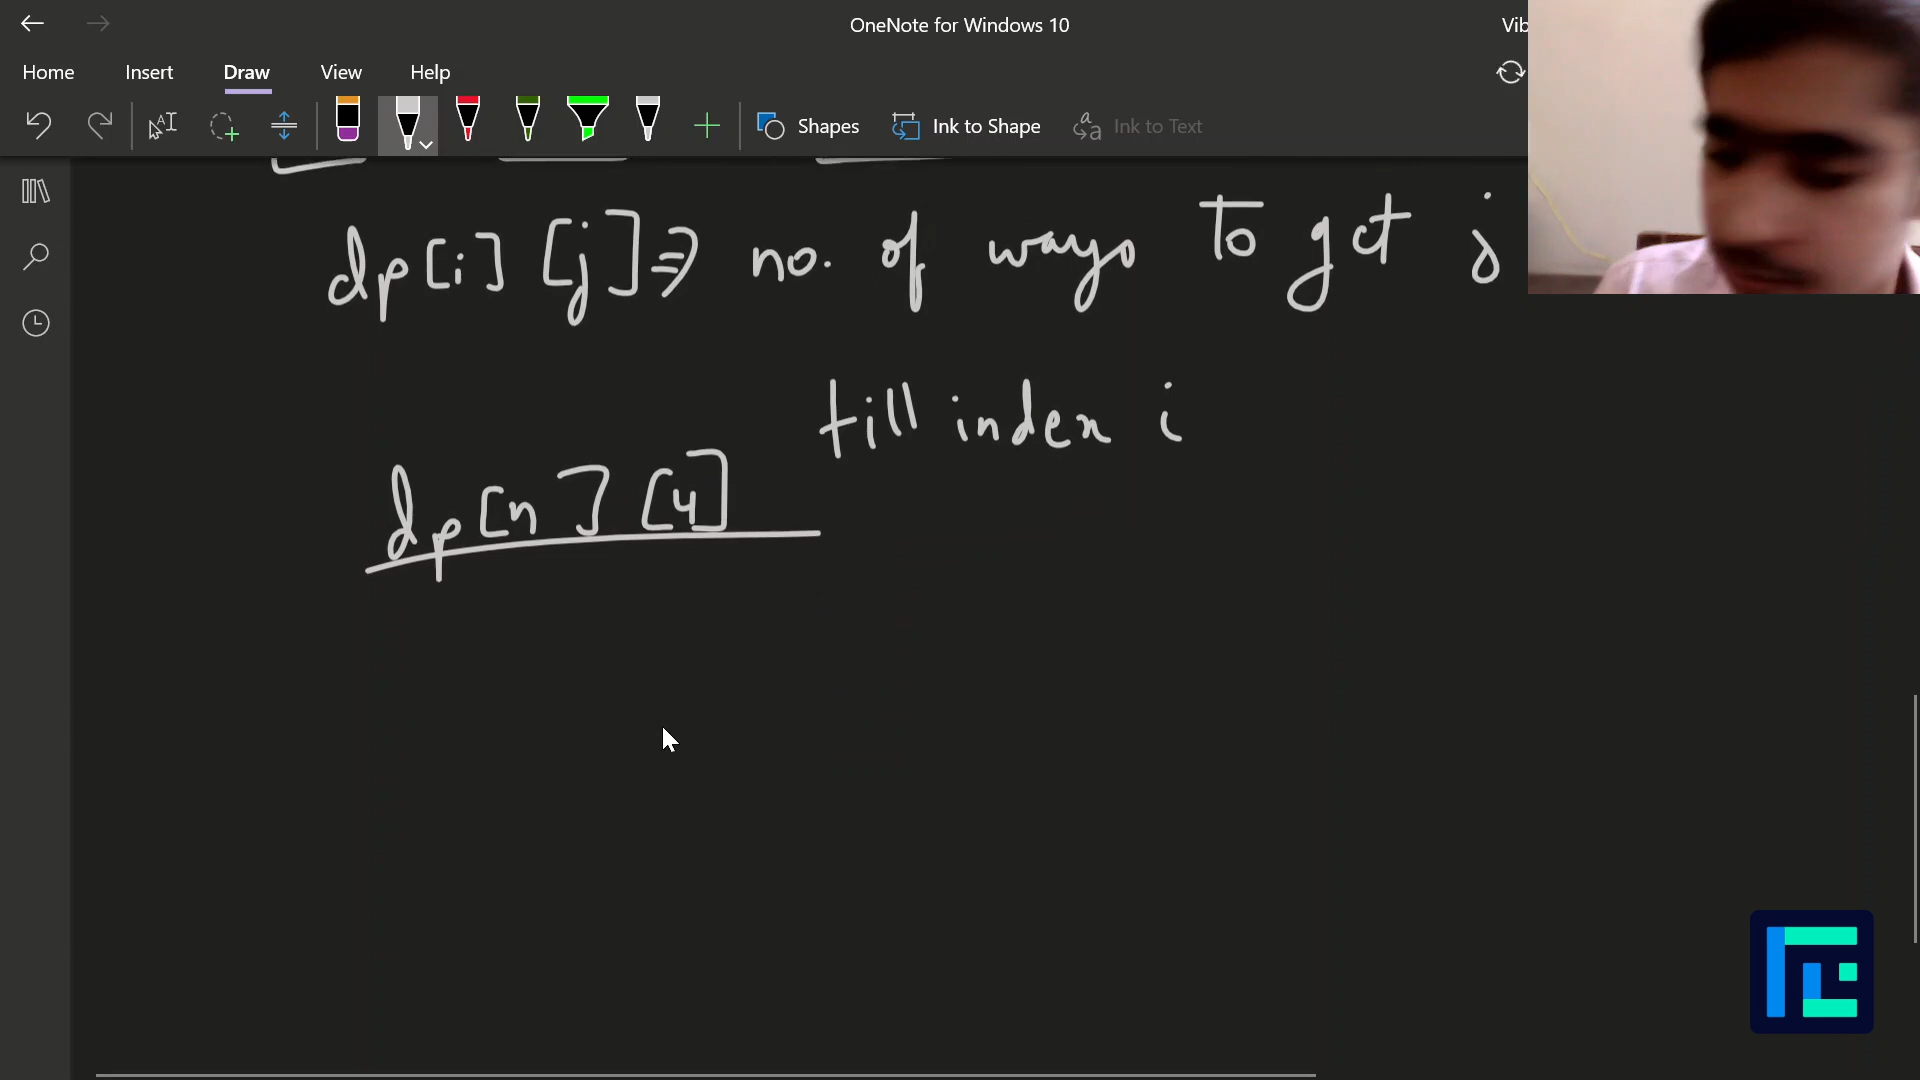 OneNote for Windows 10
Vib
Home Insert Draw View Help
Shapes Ink to Shape Ink to Text
dp[i][j] ⇒ no. of ways to get j
till index i
dp[n][4]